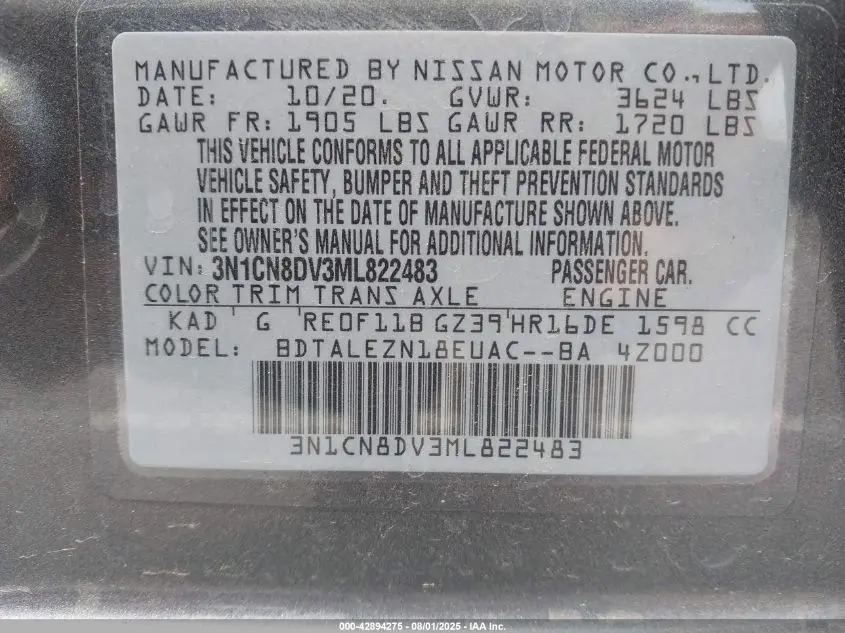 MANUFACTURED BY NISSAN MOTOR CO., LTD.
DATE: 10/20. GVWR: 3624 LBS
GAWR FR: 1905 LBS GAWR RR: 1720 LBS
THIS VEHICLE CONFORMS TO ALL APPLICABLE FEDERAL MOTOR
VEHICLE SAFETY, BUMPER AND THEFT PREVENTION STANDARDS
IN EFFECT ON THE DATE OF MANUFACTURE SHOWN ABOVE.
SEE OWNER'S MANUAL FOR ADDITIONAL INFORMATION.
VIN: 3N1CN8DV3ML822483 PASSENGER CAR.
COLOR TRIM TRANS AXLE ENGINE
KAD G RE0F11B GZ39 HR16DE 1598 CC
MODEL: BDTALEZN18EUAC--BA 4Z000
3N1CN8DV3ML822483
000-42894275 - 08/01/2025 - IAA Inc.